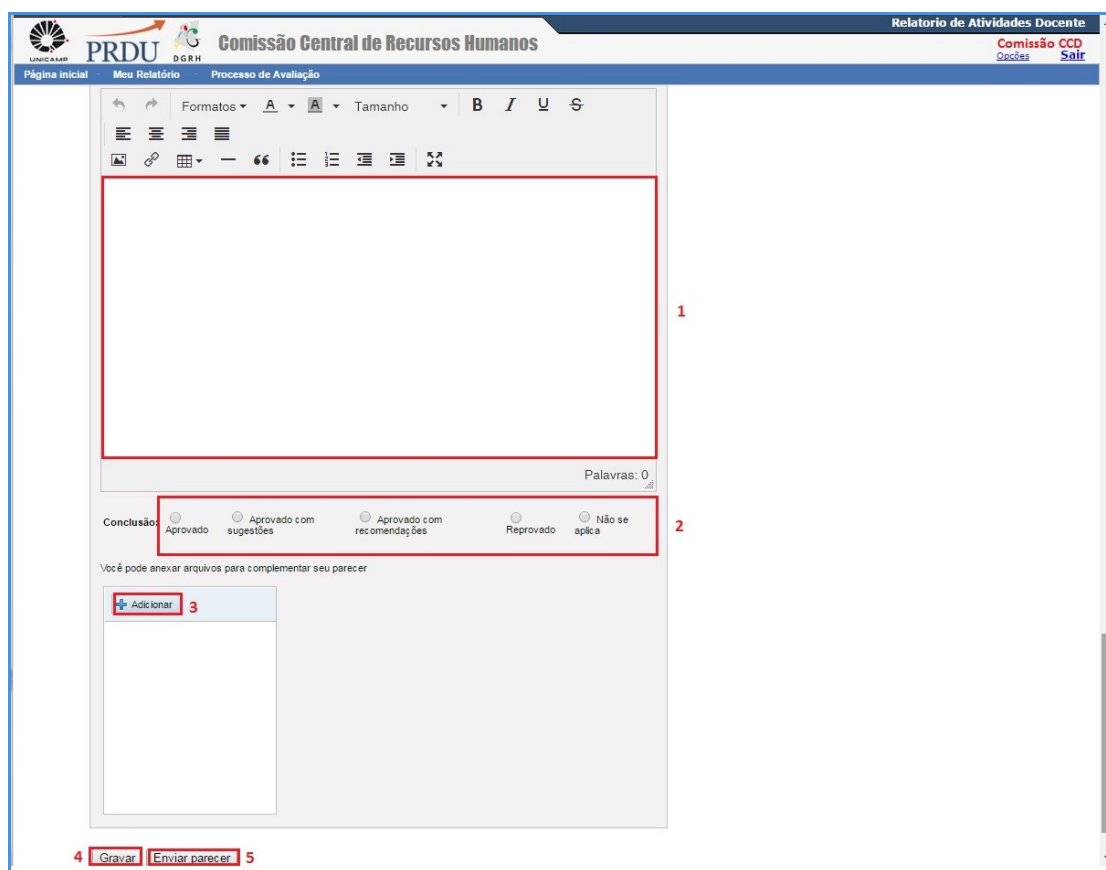 Relatorio de Atividades Docente
UNICAMP PRDU DGRH Comissão Central de Recursos Humanos
Comissão CCD
Opções Sair
Página inicial Meu Relatório Processo de Avaliação
Formatos A A Tamanho B I U S
1
Palavras: 0
Conclusão: Aprovado Aprovado com sugestões Aprovado com recomendações Reprovado Não se aplica 2
Você pode anexar arquivos para complementar seu parecer
Adicionar 3
4 Gravar Enviar parecer 5